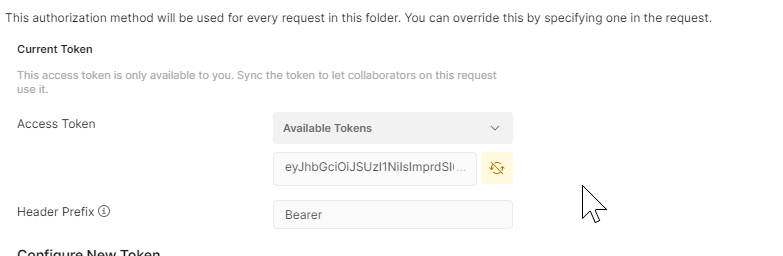 This authorization method will be used for every request in this folder. You can override this by specifying one in the request.
Current Token
This access token is only available to you. Sync the token to let collaborators on this request
use it.
Access Token
Available Tokens
eyJhbGciOiJSUzI1NiIsImprdSI...
Header Prefix
Bearer
Configure New Token